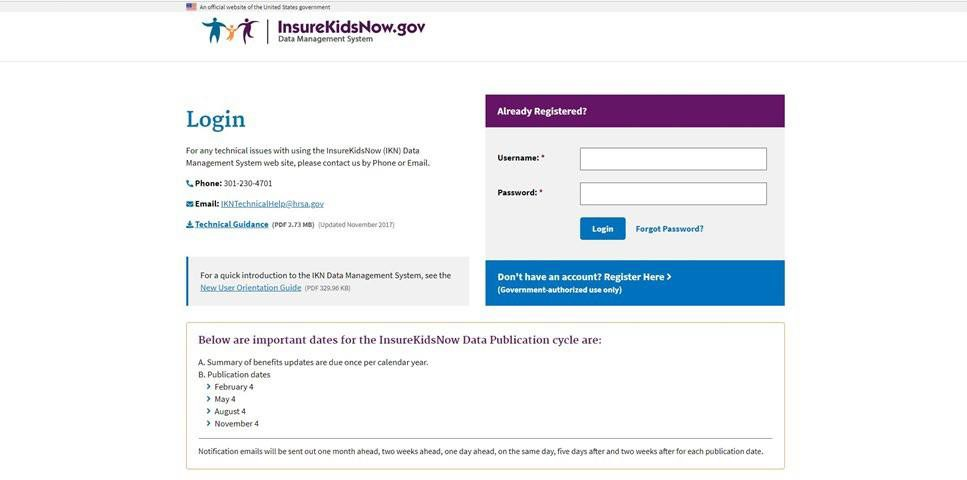 An official website of the United States government
InsureKidsNow.gov
Data Management System
Login
For any technical issues with using the InsureKidsNow (IKN) Data
Management System web site, please contact us by Phone or Email.
Phone: 301-230-4701
Email: IKNTechnicalHelp@hrsa.gov
Technical Guidance (PDF 2.73 MB) (Updated November 2017)
For a quick introduction to the IKN Data Management System, see the
New User Orientation Guide (PDF 329.96 KB)
Already Registered?
Username: *
Password: *
Login Forgot Password?
Don't have an account? Register Here
(Government-authorized use only)
Below are important dates for the InsureKidsNow Data Publication cycle are:
A. Summary of benefits updates are due once per calendar year.
B. Publication dates
February 4
May 4
August 4
November 4
Notification emails will be sent out one month ahead, two weeks ahead, one day ahead, on the same day, five days after and two weeks after for each publication date.